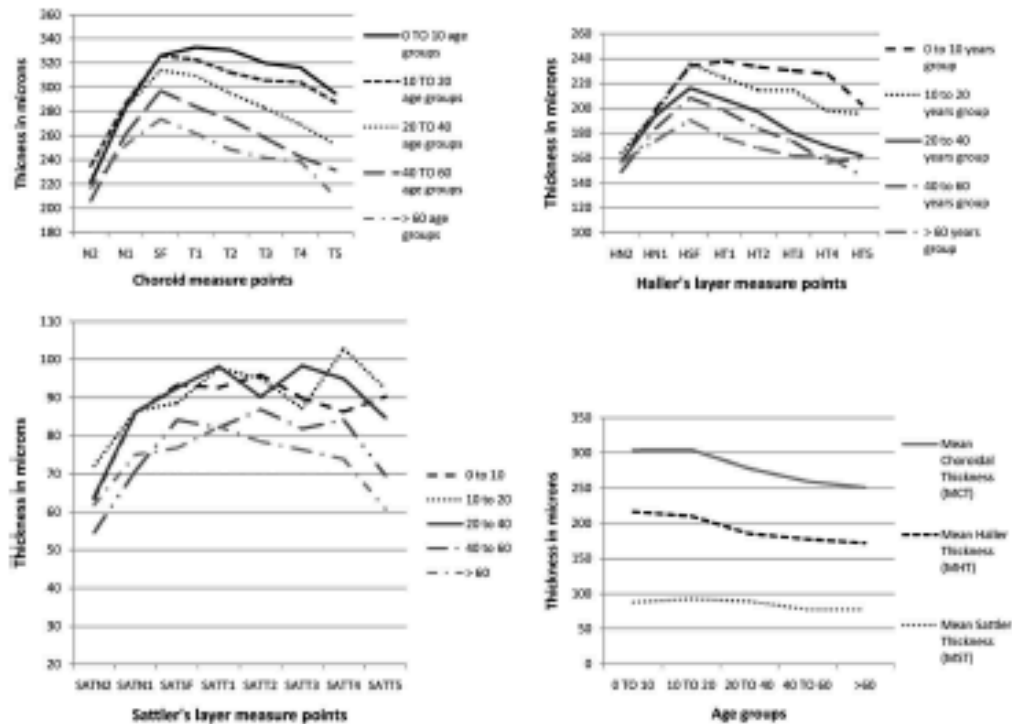 360
340
320
300
280
260
240
220
200
180
Thicness in microns
N2 N1 SF T1 T2 T3 T4 T5
Choroid measure points
0 TO 10 age
groups
10 TO 20
age groups
20 TO 40
age groups
40 TO 60
age groups
> 60 age
groups
260
240
220
200
180
160
140
120
100
Thickness in microns
HN2 HN1 HSF HT1 HT2 HT3 HT4 HT5
Haller's layer measure points
0 to 10 years
group
10 to 20
years group
20 to 40
years group
40 to 60
years group
> 60 years
group
110
100
90
80
70
60
50
40
30
20
Thickness in microns
SATN2 SATN1 SATSF SATT1 SATT2 SATT3 SATT4 SATT5
Sattler's layer measure points
0 to 10
10 to 20
20 to 40
40 to 60
> 60
350
300
250
200
150
100
50
0
Thickness in microns
0 TO 10 10 TO 20 20 TO 40 40 TO 60 >60
Age groups
Mean
Choroidal
Thickness
(MCT)
Mean Haller
Thickness
(MHT)
Mean Sattler
Thickness
(MST)